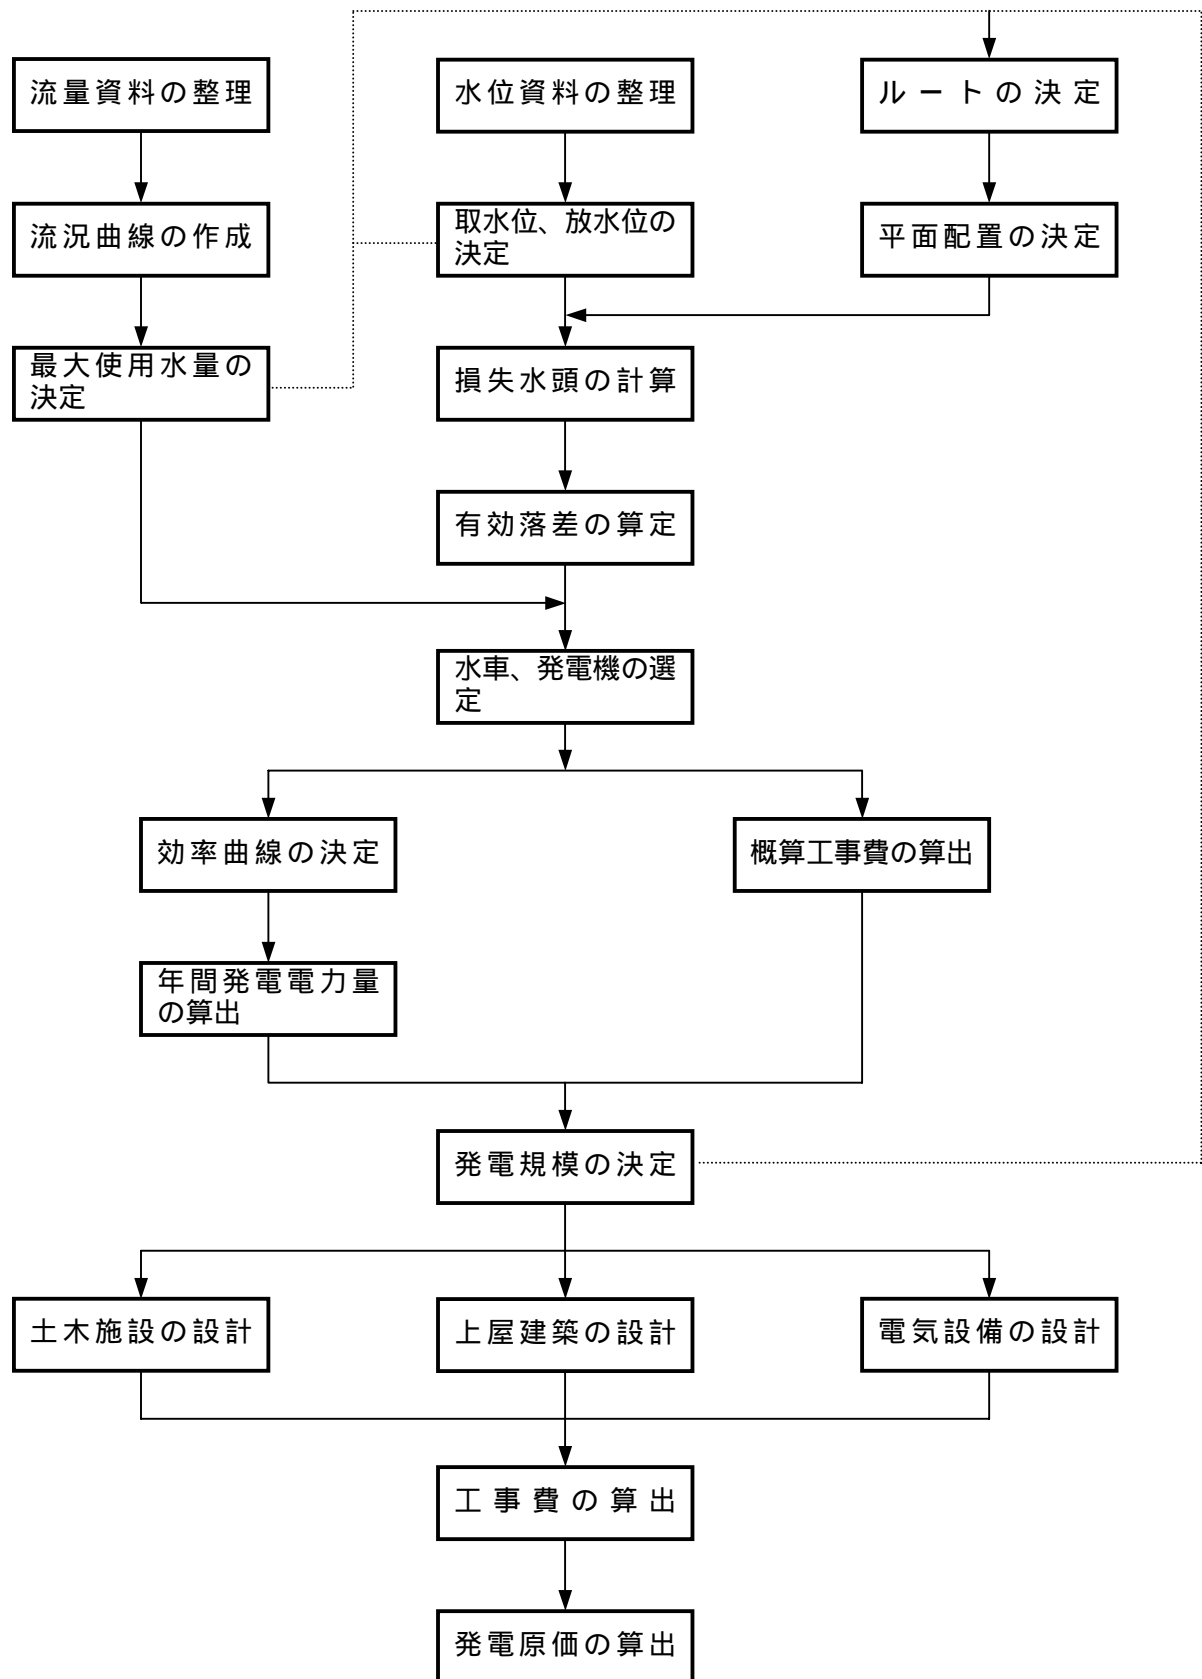 流量資料の整理
水位資料の整理
ルートの決定
流況曲線の作成
取水位、放水位の
決定
平面配置の決定
最大使用水量の
決定
損失水頭の計算
有効落差の算定
水車、発電機の選
定
効率曲線の決定
概算工事費の算出
年間発電電力量
の算出
発電規模の決定
土木施設の設計
上屋建築の設計
電気設備の設計
工事費の算出
発電原価の算出